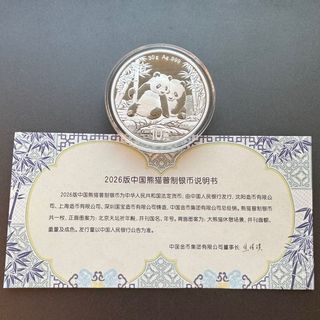 30g Ag.999
10元
2026版中国熊猫普制银币说明书
2026版中国熊猫普制银币为中华人民共和国法定货币，由中国人民银行发行，沈阳造币有限公
司、上海造币有限公司、深圳国宝造币有限公司铸造，中国金币集团有限公司总经销。熊猫普制银币
共一枚，正面图案为：北京天坛祈年殿，并刊国名、年号。背面图案为：大熊猫休憩场景，并刊面额、
重量及成色。发行量以中国人民银行公告为准。
中国金币集团有限公司董事长